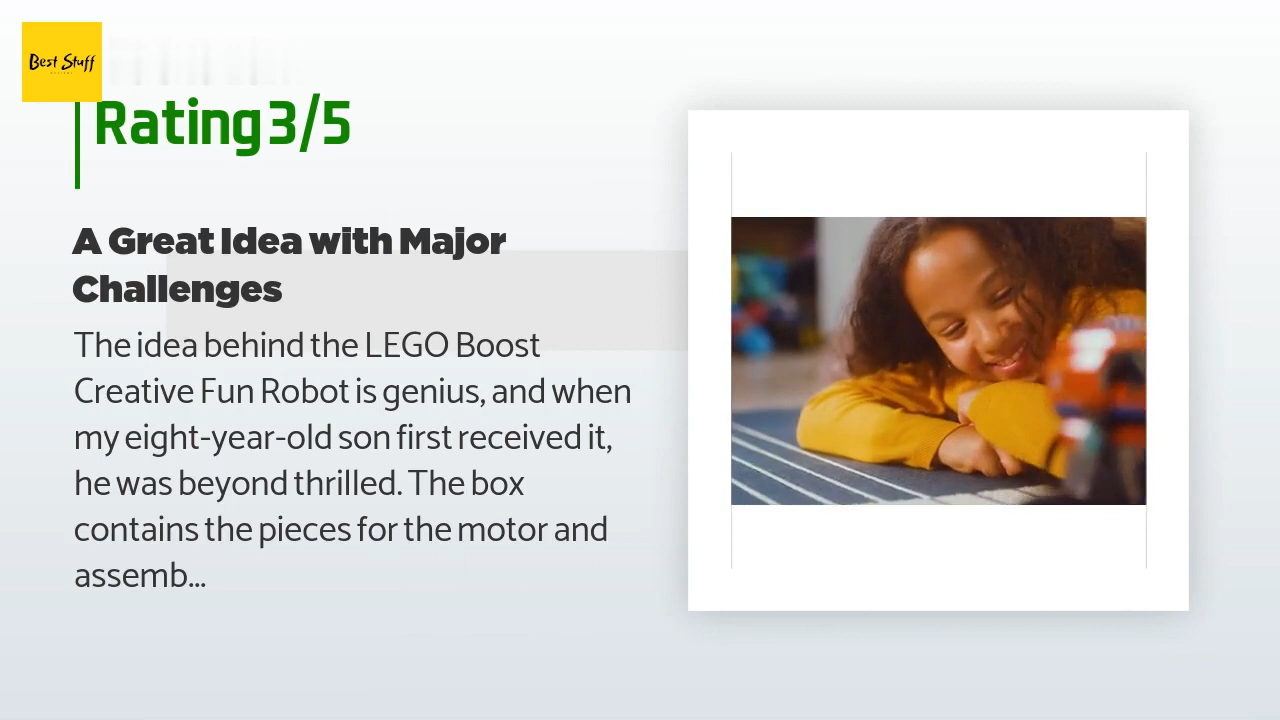 Best Stuff
Rating 3/5
A Great Idea with Major
Challenges
The idea behind the LEGO Boost
Creative Fun Robot is genius, and when
my eight-year-old son first received it,
he was beyond thrilled. The box
contains the pieces for the motor and
assemb...